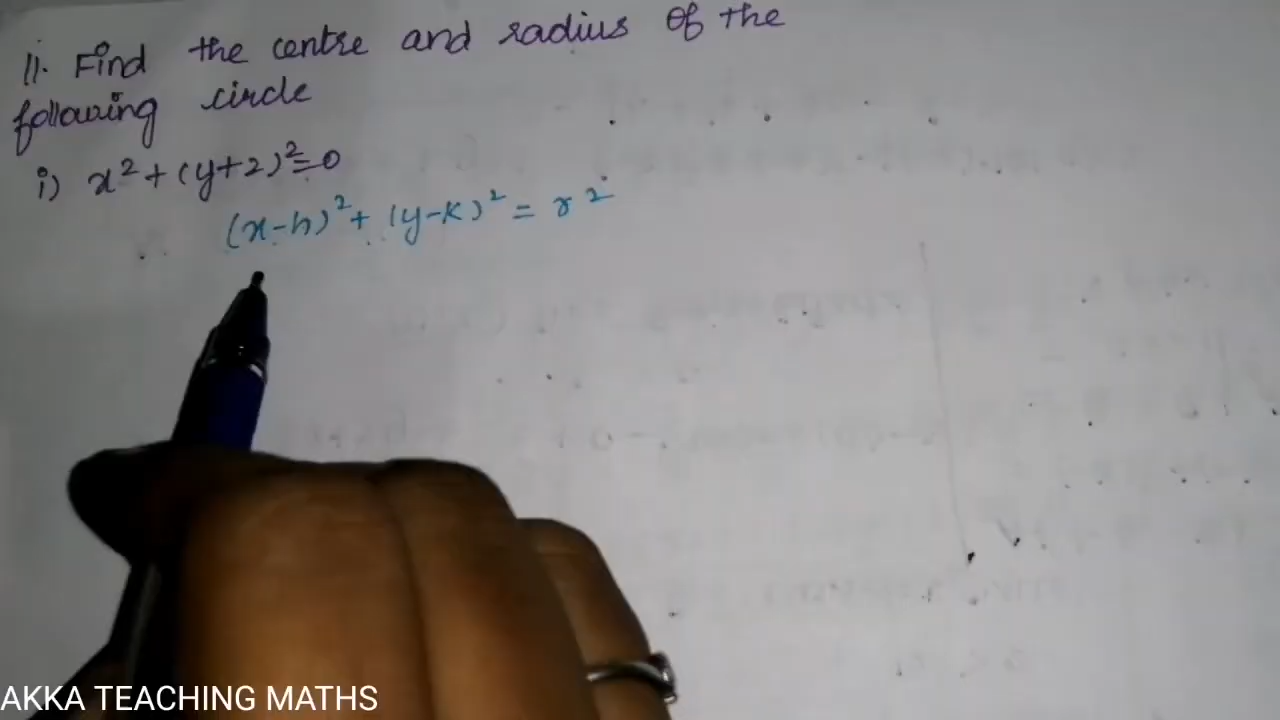 11. Find the centre and radius of the
following circle
i) x² + (y+2)² = 0
(x-h)² + (y-k)² = r²
AKKA TEACHING MATHS